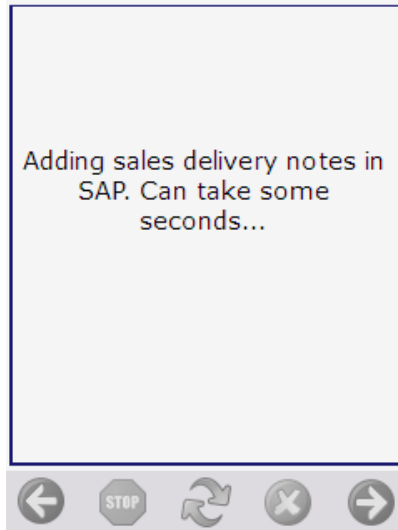 Adding sales delivery notes in
SAP. Can take some
seconds...
STOP